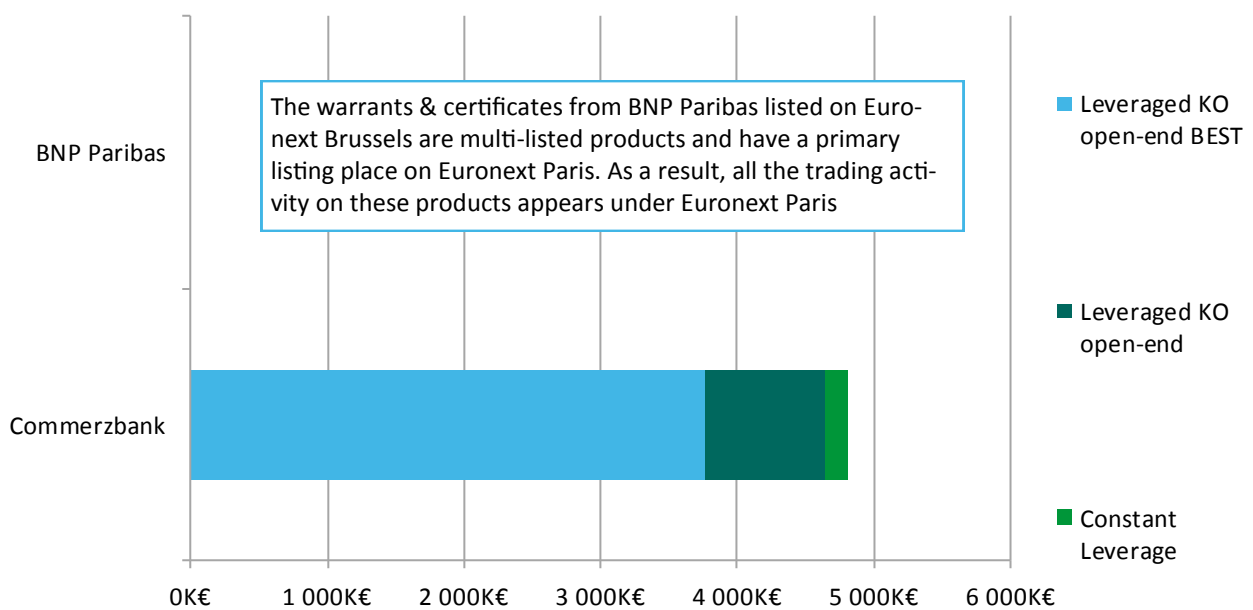 The warrants & certificates from BNP Paribas listed on Euro-
next Brussels are multi-listed products and have a primary
listing place on Euronext Paris. As a result, all the trading acti-
vity on these products appears under Euronext Paris
BNP Paribas
Commerzbank
0K€ 1 000K€ 2 000K€ 3 000K€ 4 000K€ 5 000K€ 6 000K€
Leveraged KO
open-end BEST
Leveraged KO
open-end
Constant
Leverage